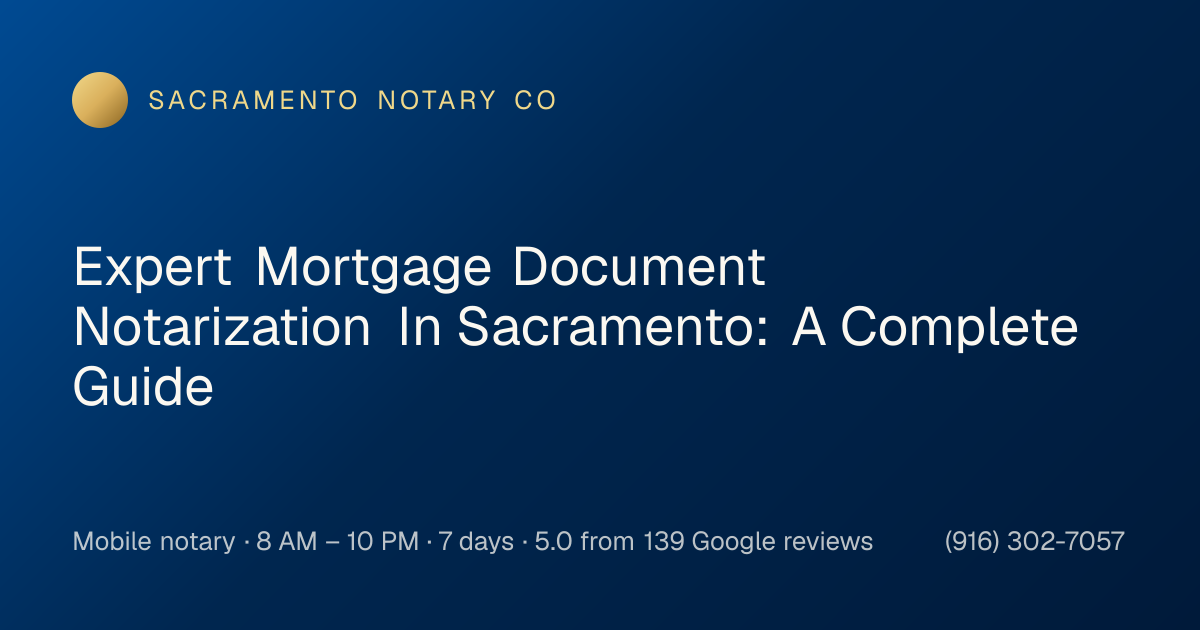 SACRAMENTO NOTARY CO
Expert Mortgage Document
Notarization In Sacramento: A Complete
Guide
Mobile notary · 8 AM – 10 PM · 7 days · 5.0 from 139 Google reviews
(916) 302-7057